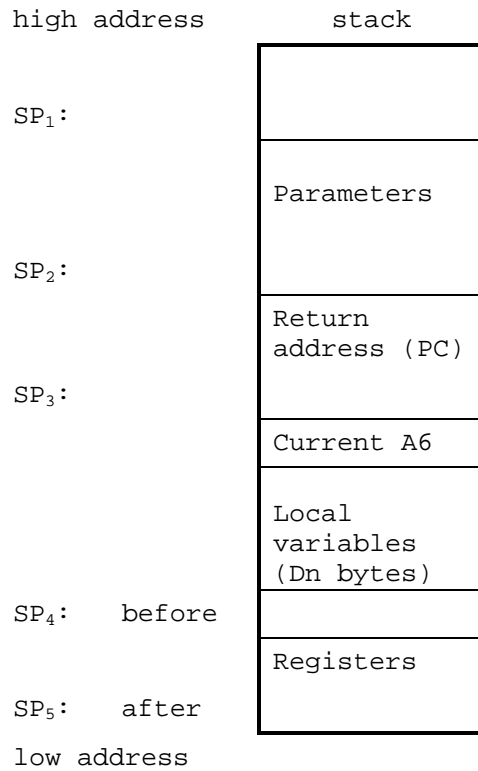 high address stack
SP₁:
Parameters
SP₂:
Return
address (PC)
SP₃:
Current A6
Local
variables
(Dn bytes)
SP₄: before
Registers
SP₅: after
low address